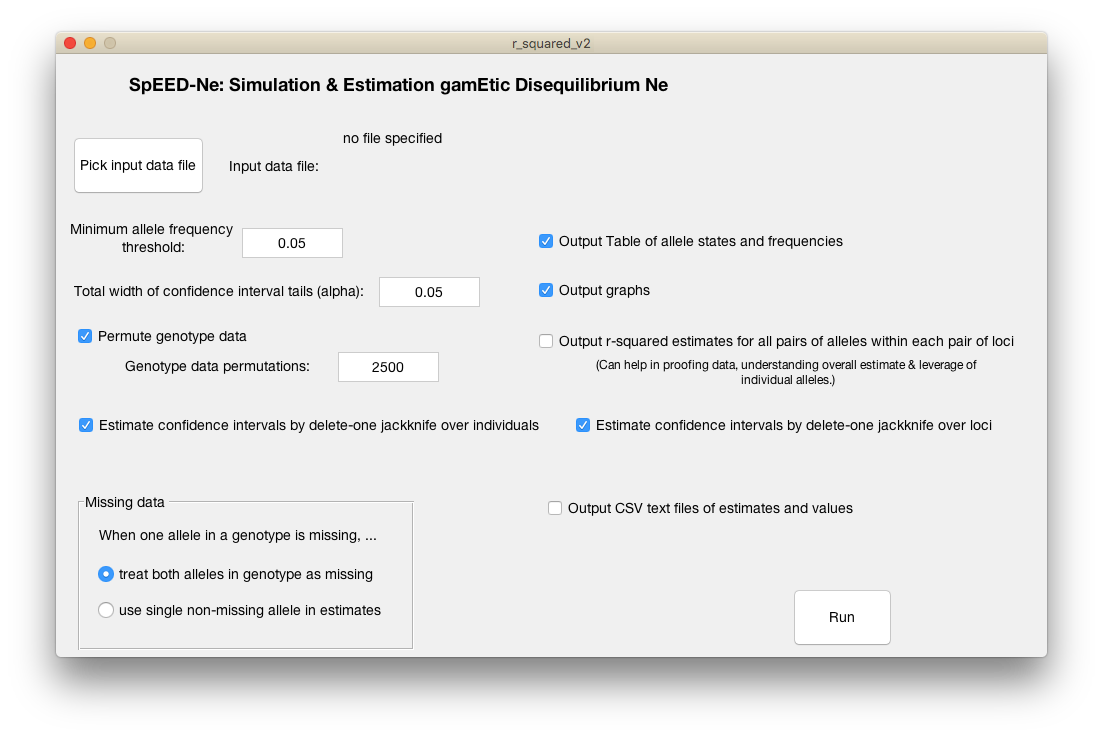 r_squared_v2
SpEED-Ne: Simulation & Estimation gamEtic Disequilibrium Ne
no file specified
Pick input data file
Input data file:
Minimum allele frequency
threshold:
0.05
Output Table of allele states and frequencies
Total width of confidence interval tails (alpha):
0.05
Output graphs
Permute genotype data
Output r-squared estimates for all pairs of alleles within each pair of loci
Genotype data permutations:
2500
(Can help in proofing data, understanding overall estimate & leverage of
individual alleles.)
Estimate confidence intervals by delete-one jackknife over individuals
Estimate confidence intervals by delete-one jackknife over loci
Missing data
When one allele in a genotype is missing, ...
treat both alleles in genotype as missing
use single non-missing allele in estimates
Output CSV text files of estimates and values
Run